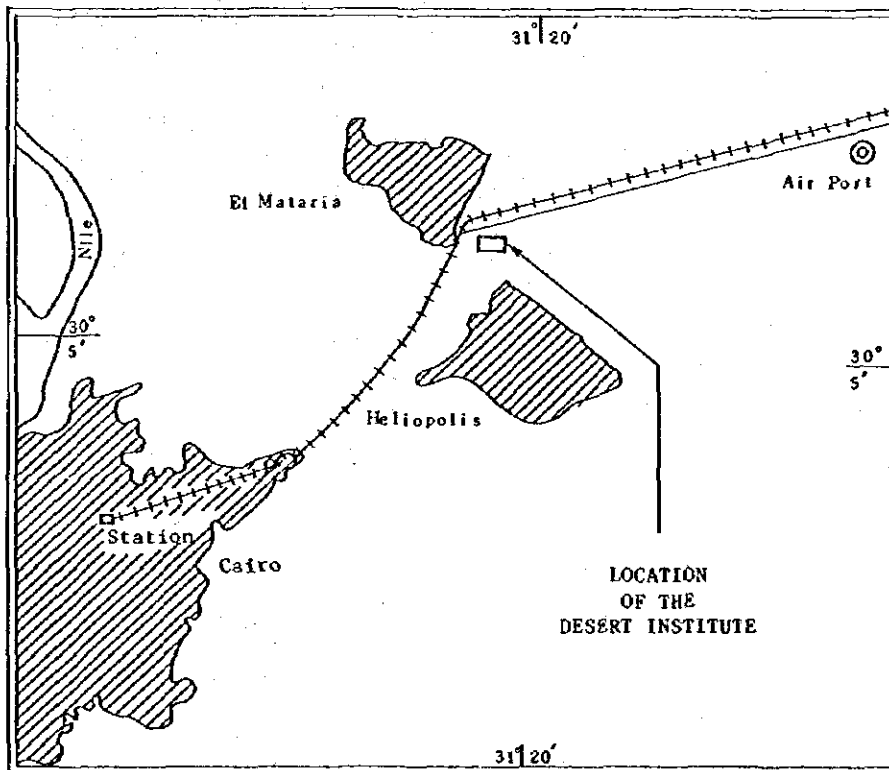 31° 20′
El Mataria
Air Port
Nile
30°
5′
30°
5′
Heliopolis
Station
Cairo
LOCATION
OF THE
DESERT INSTITUTE
31° 20′